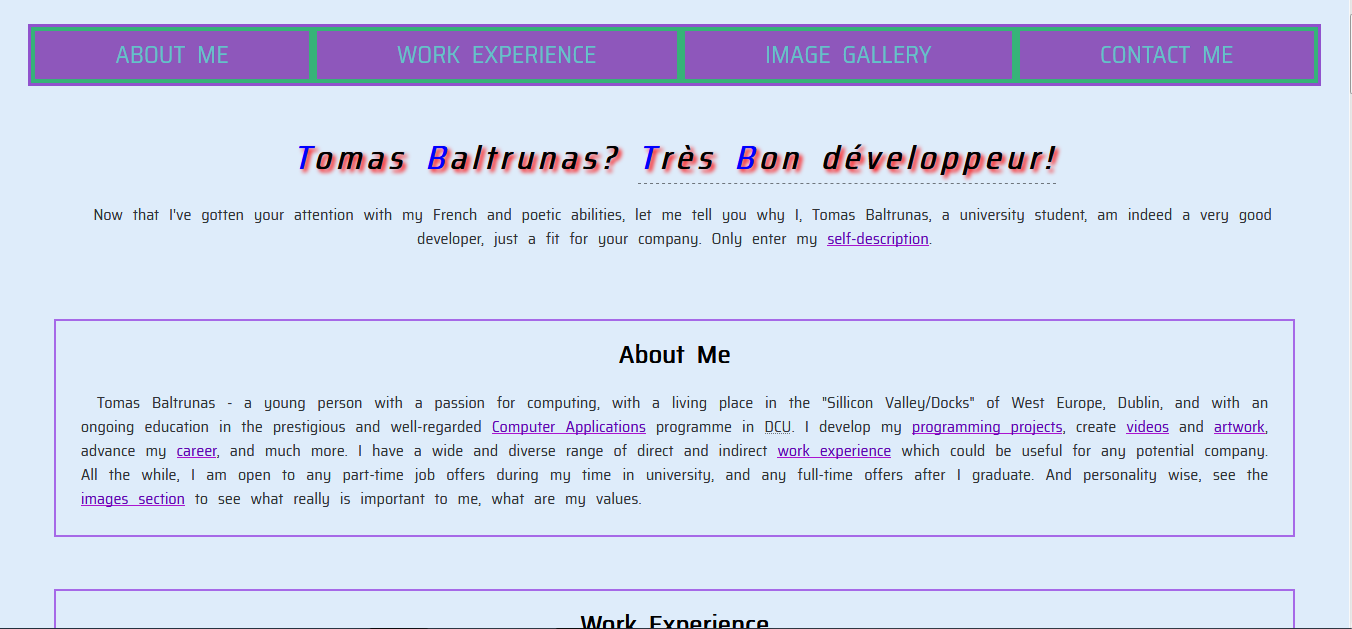 ABOUT ME WORK EXPERIENCE IMAGE GALLERY CONTACT ME
Tomas Baltrunas? Très Bon développeur!
Now that I've gotten your attention with my French and poetic abilities, let me tell you why I, Tomas Baltrunas, a university student, am indeed a very good
developer, just a fit for your company. Only enter my self-description.
About Me
Tomas Baltrunas - a young person with a passion for computing, with a living place in the "Sillicon Valley/Docks" of West Europe, Dublin, and with an
ongoing education in the prestigious and well-regarded Computer Applications programme in DCU. I develop my programming projects, create videos and artwork,
advance my career, and much more. I have a wide and diverse range of direct and indirect work experience which could be useful for any potential company.
All the while, I am open to any part-time job offers during my time in university, and any full-time offers after I graduate. And personality wise, see the
images section to see what really is important to me, what are my values.
Work Experience